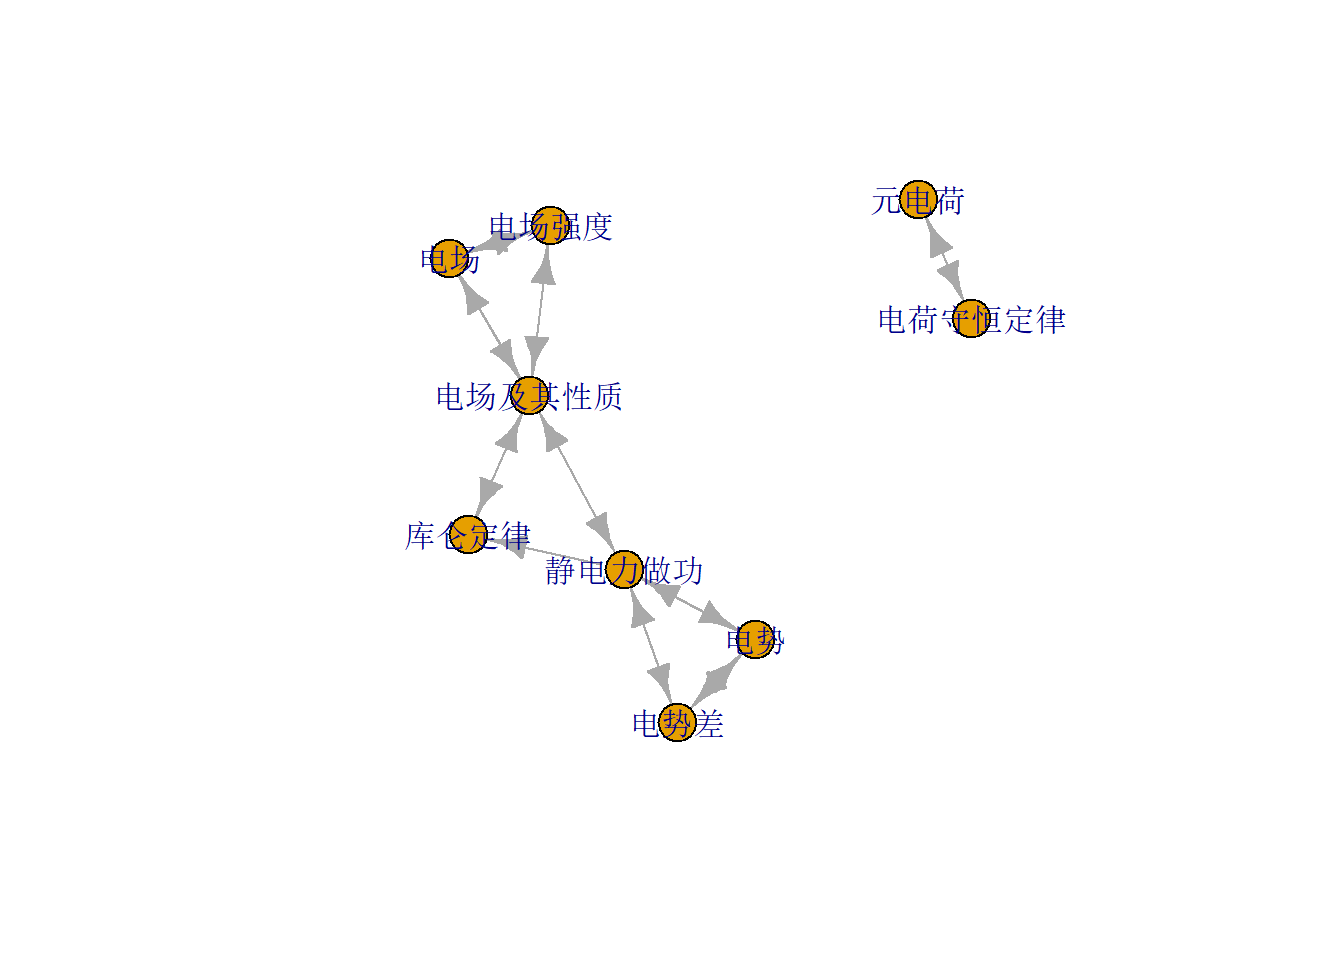 元电荷
电场强度
电场
电荷守恒定律
电场及其性质
库仑定律
静电力做功
电势
电势差